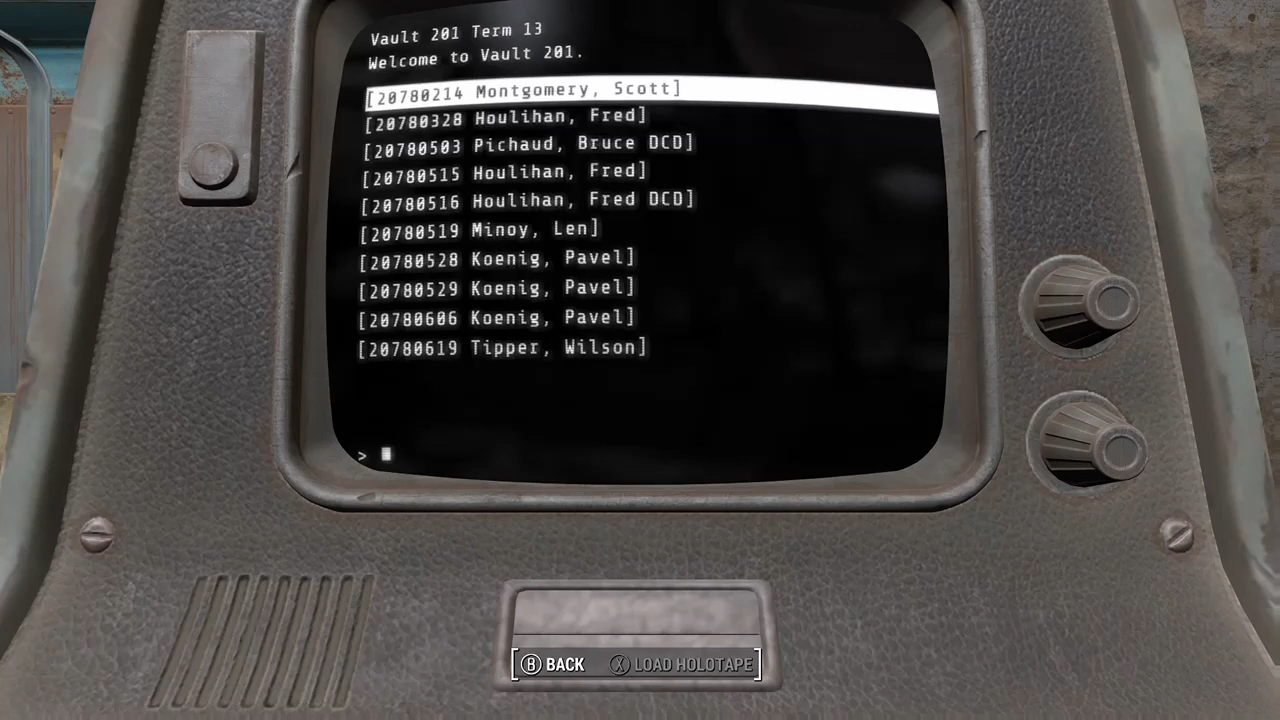 Vault 201 Term 13
Welcome to Vault 201.
[20780214 Montgomery, Scott]
[20780328 Houlihan, Fred]
[20780503 Pichaud, Bruce DCD]
[20780515 Houlihan, Fred]
[20780516 Houlihan, Fred DCD]
[20780519 Minoy, Len]
[20780528 Koenig, Pavel]
[20780529 Koenig, Pavel]
[20780606 Koenig, Pavel]
[20780619 Tipper, Wilson]
>
[Ⓑ BACK Ⓧ LOAD HOLOTAPE]